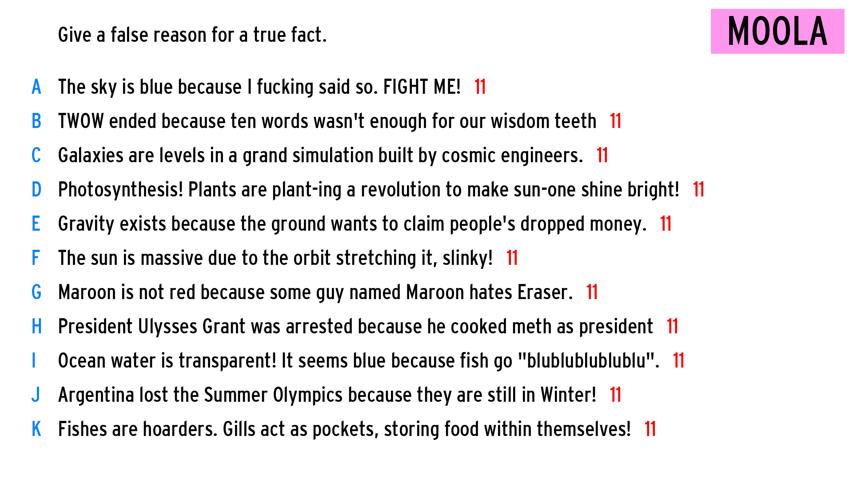 Give a false reason for a true fact.
MOOLA
A The sky is blue because I fucking said so. FIGHT ME! 11
B TWOW ended because ten words wasn't enough for our wisdom teeth 11
C Galaxies are levels in a grand simulation built by cosmic engineers. 11
D Photosynthesis! Plants are plant-ing a revolution to make sun-one shine bright! 11
E Gravity exists because the ground wants to claim people's dropped money. 11
F The sun is massive due to the orbit stretching it, slinky! 11
G Maroon is not red because some guy named Maroon hates Eraser. 11
H President Ulysses Grant was arrested because he cooked meth as president 11
I Ocean water is transparent! It seems blue because fish go "blublublublublu". 11
J Argentina lost the Summer Olympics because they are still in Winter! 11
K Fishes are hoarders. Gills act as pockets, storing food within themselves! 11